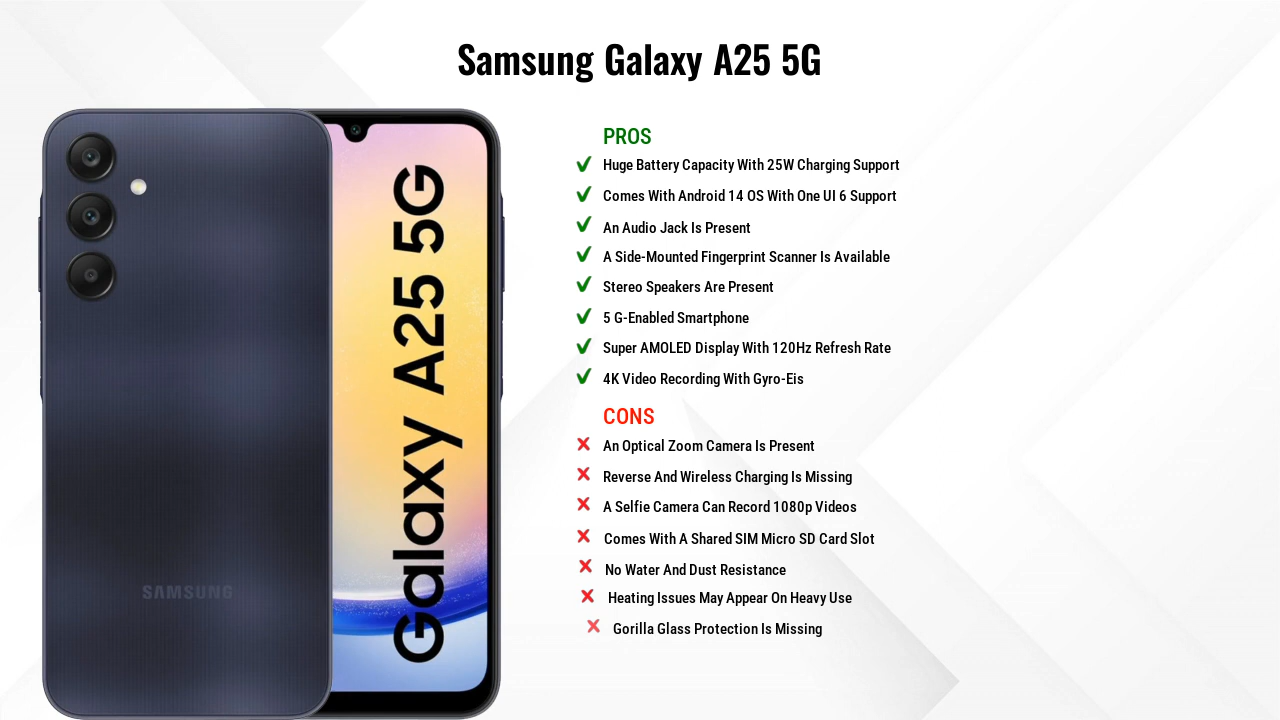 Samsung Galaxy A25 5G
SAMSUNG
Galaxy A25 5G
PROS
Huge Battery Capacity With 25W Charging Support
Comes With Android 14 OS With One UI 6 Support
An Audio Jack Is Present
A Side-Mounted Fingerprint Scanner Is Available
Stereo Speakers Are Present
5 G-Enabled Smartphone
Super AMOLED Display With 120Hz Refresh Rate
4K Video Recording With Gyro-Eis
CONS
An Optical Zoom Camera Is Present
Reverse And Wireless Charging Is Missing
A Selfie Camera Can Record 1080p Videos
Comes With A Shared SIM Micro SD Card Slot
No Water And Dust Resistance
Heating Issues May Appear On Heavy Use
Gorilla Glass Protection Is Missing